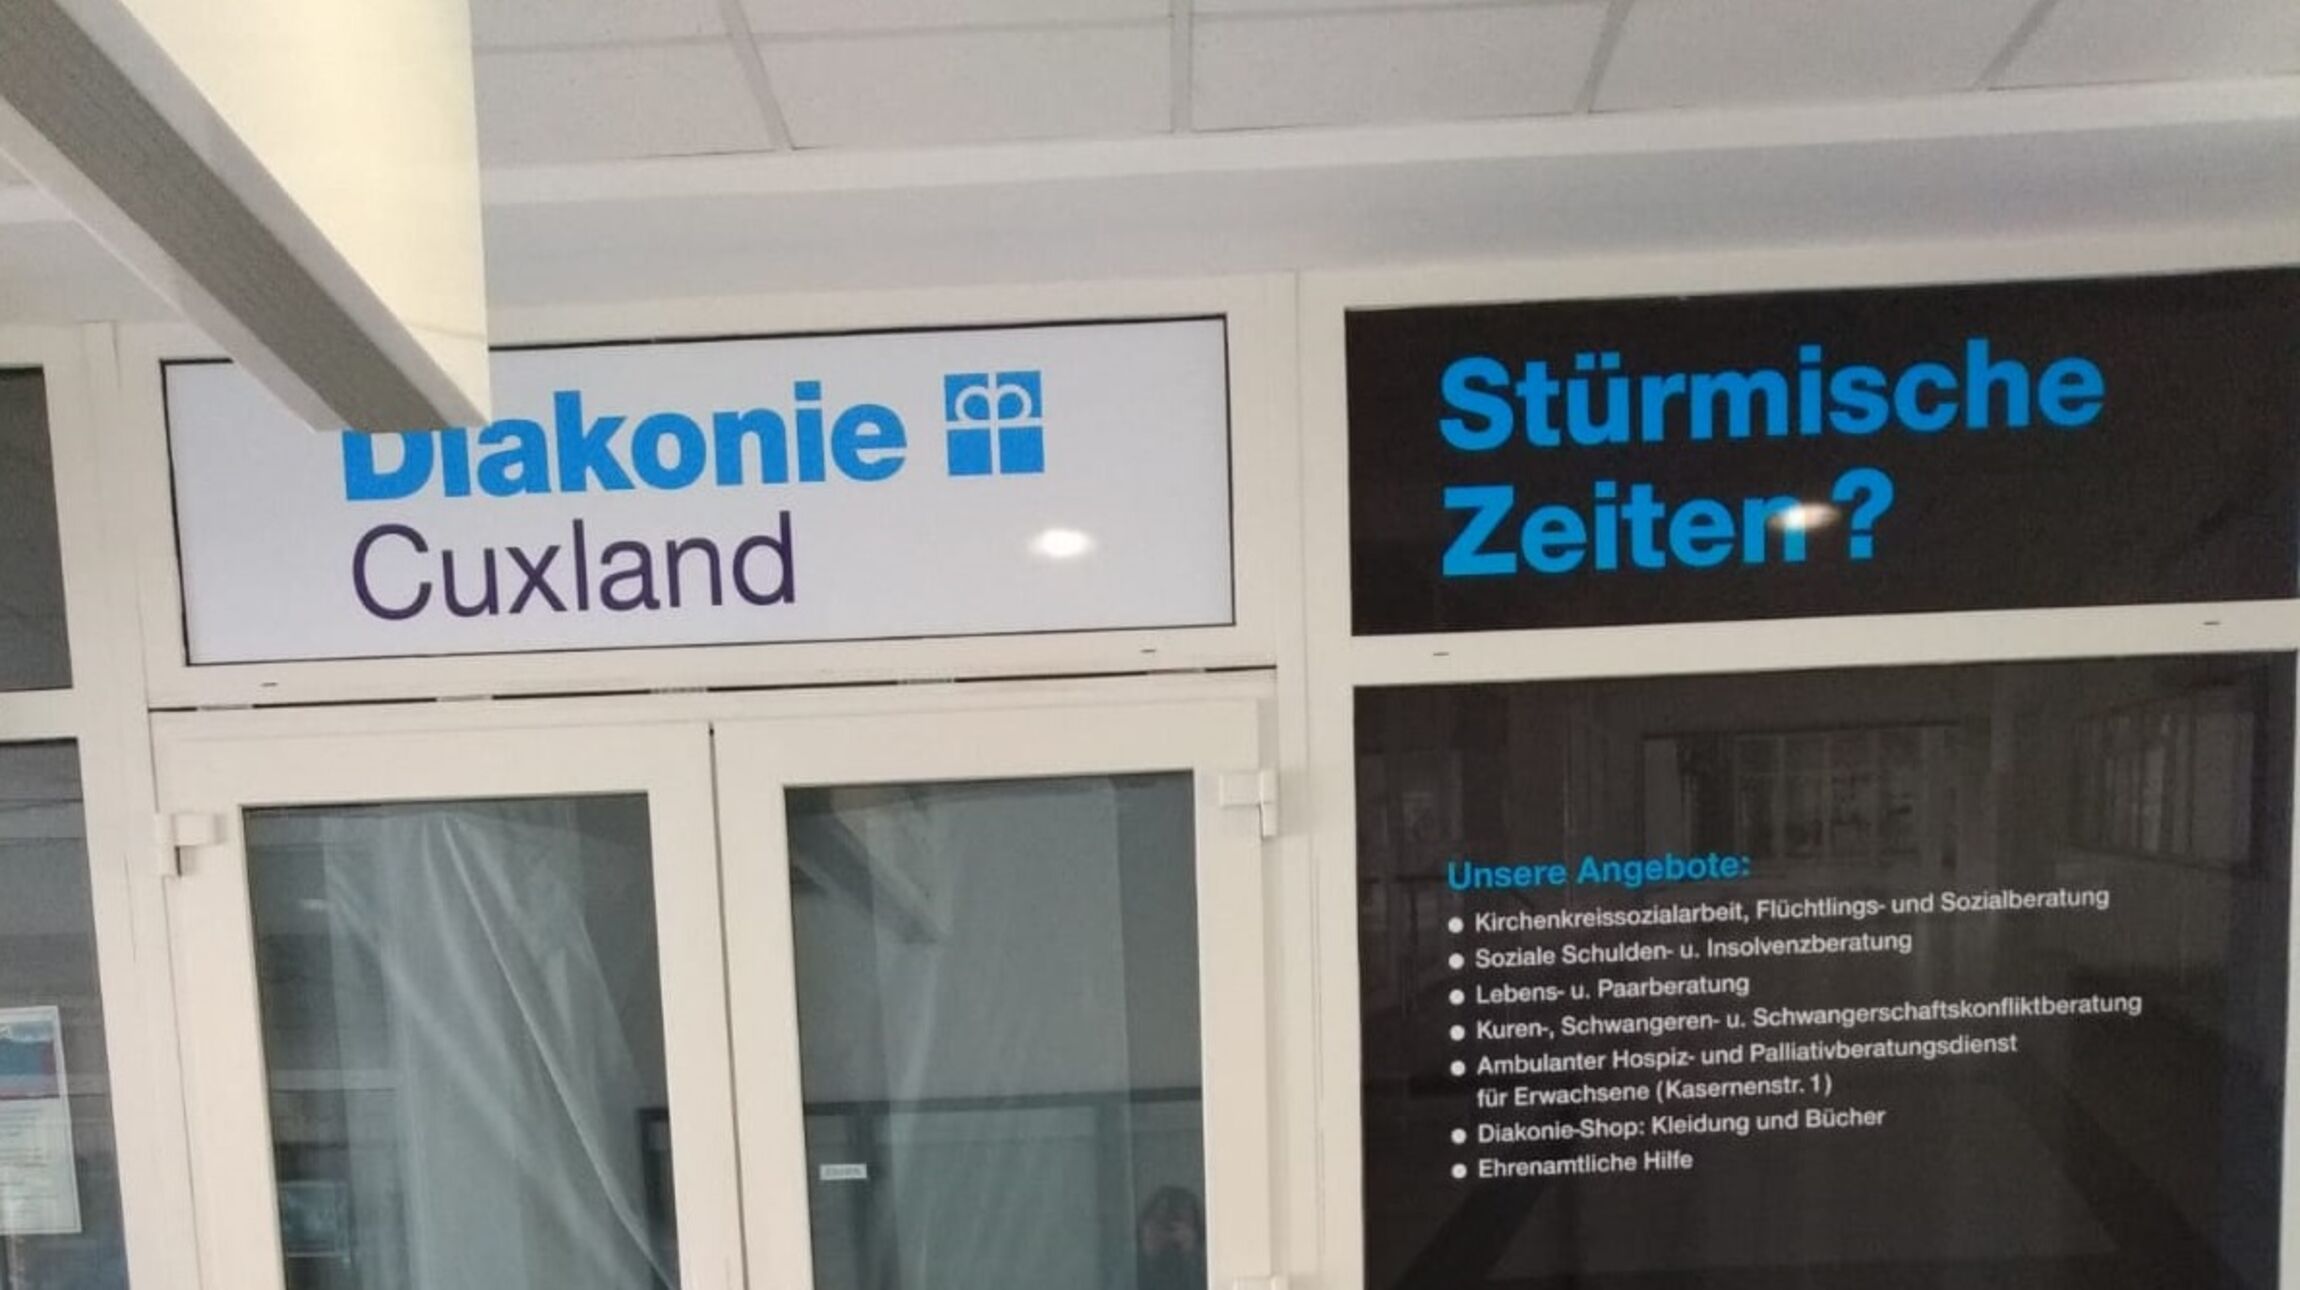 Diakonie
Cuxland
Stürmische
Zeiten?
Unsere Angebote:
● Kirchenkreissozialarbeit, Flüchtlings- und Sozialberatung
● Soziale Schulden- u. Insolvenzberatung
● Lebens- u. Paarberatung
● Kuren-, Schwangeren- u. Schwangerschaftskonfliktberatung
● Ambulanter Hospiz- und Palliativberatungsdienst
für Erwachsene (Kasernenstr. 1)
● Diakonie-Shop: Kleidung und Bücher
● Ehrenamtliche Hilfe